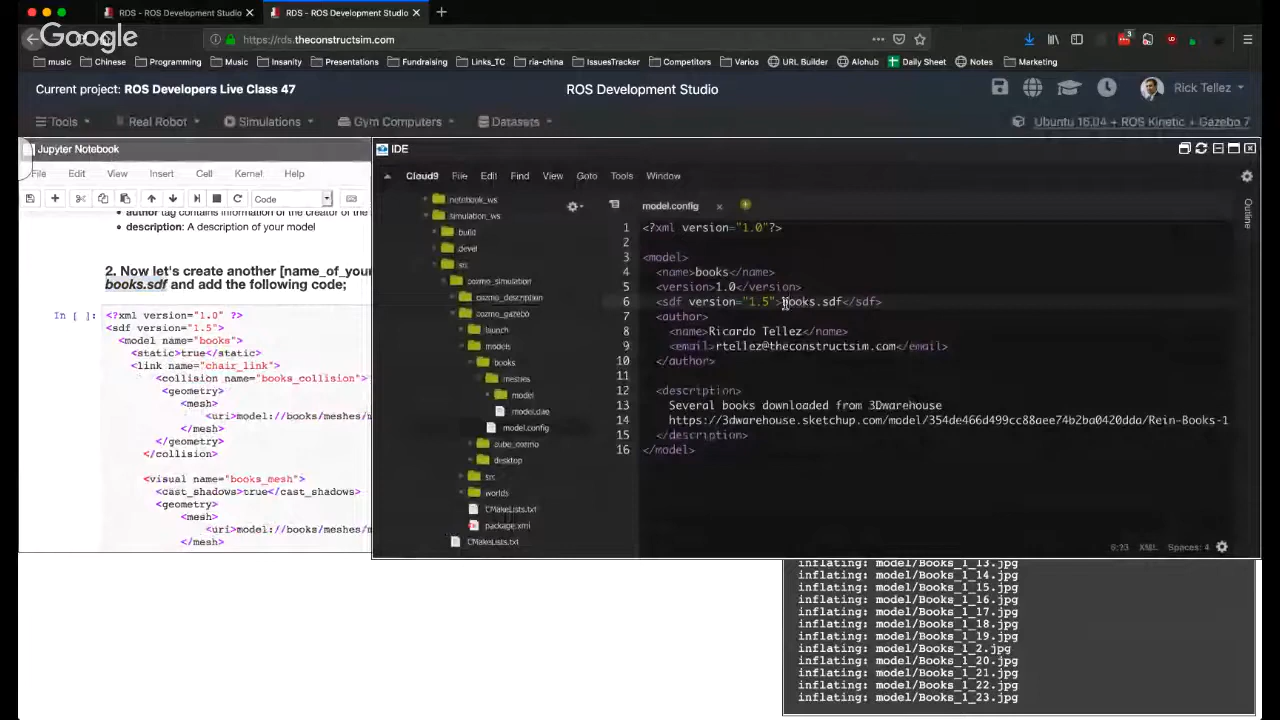 RDS - ROS Development Studio
RDS - ROS Development Studio
Google
https://rds.theconstructsim.com
music Chinese Programming Music Insanity Presentations Fundraising Links_TC ria-china IssuesTracker Competitors Varios URL Builder Alohub Daily Sheet Notes Marketing
Current project: ROS Developers Live Class 47
ROS Development Studio
Rick Tellez
Tools Real Robot Simulations Gym Computers Datasets
Ubuntu 16.04 + ROS Kinetic + Gazebo 7
Jupyter Notebook
File Edit View Insert Cell Kernel Help
Code
author tag contains information of the creator of the
description: A description of your model
2. Now let's create another [name_of_your
books.sdf and add the following code;
In [ ]:
<?xml version="1.0" ?>
<sdf version="1.5">
<model name="books">
<static>true</static>
<link name="chair_link">
<collision name="books_collision">
<geometry>
<mesh>
<uri>model://books/meshes/m
</mesh>
</geometry>
</collision>
<visual name="books_mesh">
<cast_shadows>true</cast_shadows>
<geometry>
<mesh>
<uri>model://books/meshes/m
</mesh>
IDE
Cloud9 File Edit Find View Goto Tools Window
notebook_ws
simulation_ws
build
devel
src
cozmo_simulation
cozmo_description
cozmo_gazebo
launch
models
books
meshes
model
model.dae
model.config
cube_cozmo
desktop
src
worlds
CMakeLists.txt
package.xml
CMakeLists.txt
model.config
Outline
1 <?xml version="1.0"?>
2
3 <model>
4 <name>books</name>
5 <version>1.0</version>
6 <sdf version="1.5">books.sdf</sdf>
7 <author>
8 <name>Ricardo Tellez</name>
9 <email>rtellez@theconstructsim.com</email>
10 </author>
11
12 <description>
13 Several books downloaded from 3Dwarehouse
14 https://3dwarehouse.sketchup.com/model/354de466d499cc88aee74b2ba0420dda/Rein-Books-1
15 </description>
16 </model>
6:23 XML Spaces: 4
inflating: model/Books_1_13.jpg
inflating: model/Books_1_14.jpg
inflating: model/Books_1_15.jpg
inflating: model/Books_1_16.jpg
inflating: model/Books_1_17.jpg
inflating: model/Books_1_18.jpg
inflating: model/Books_1_19.jpg
inflating: model/Books_1_2.jpg
inflating: model/Books_1_20.jpg
inflating: model/Books_1_21.jpg
inflating: model/Books_1_22.jpg
inflating: model/Books_1_23.jpg